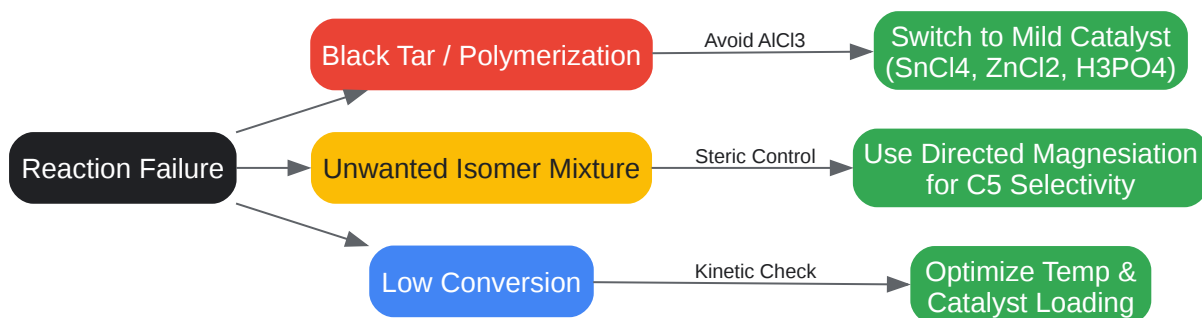 Reaction Failure
Black Tar / Polymerization
Avoid AlCl3
Switch to Mild Catalyst
(SnCl4, ZnCl2, H3PO4)
Unwanted Isomer Mixture
Steric Control
Use Directed Magnesiation
for C5 Selectivity
Low Conversion
Kinetic Check
Optimize Temp &
Catalyst Loading